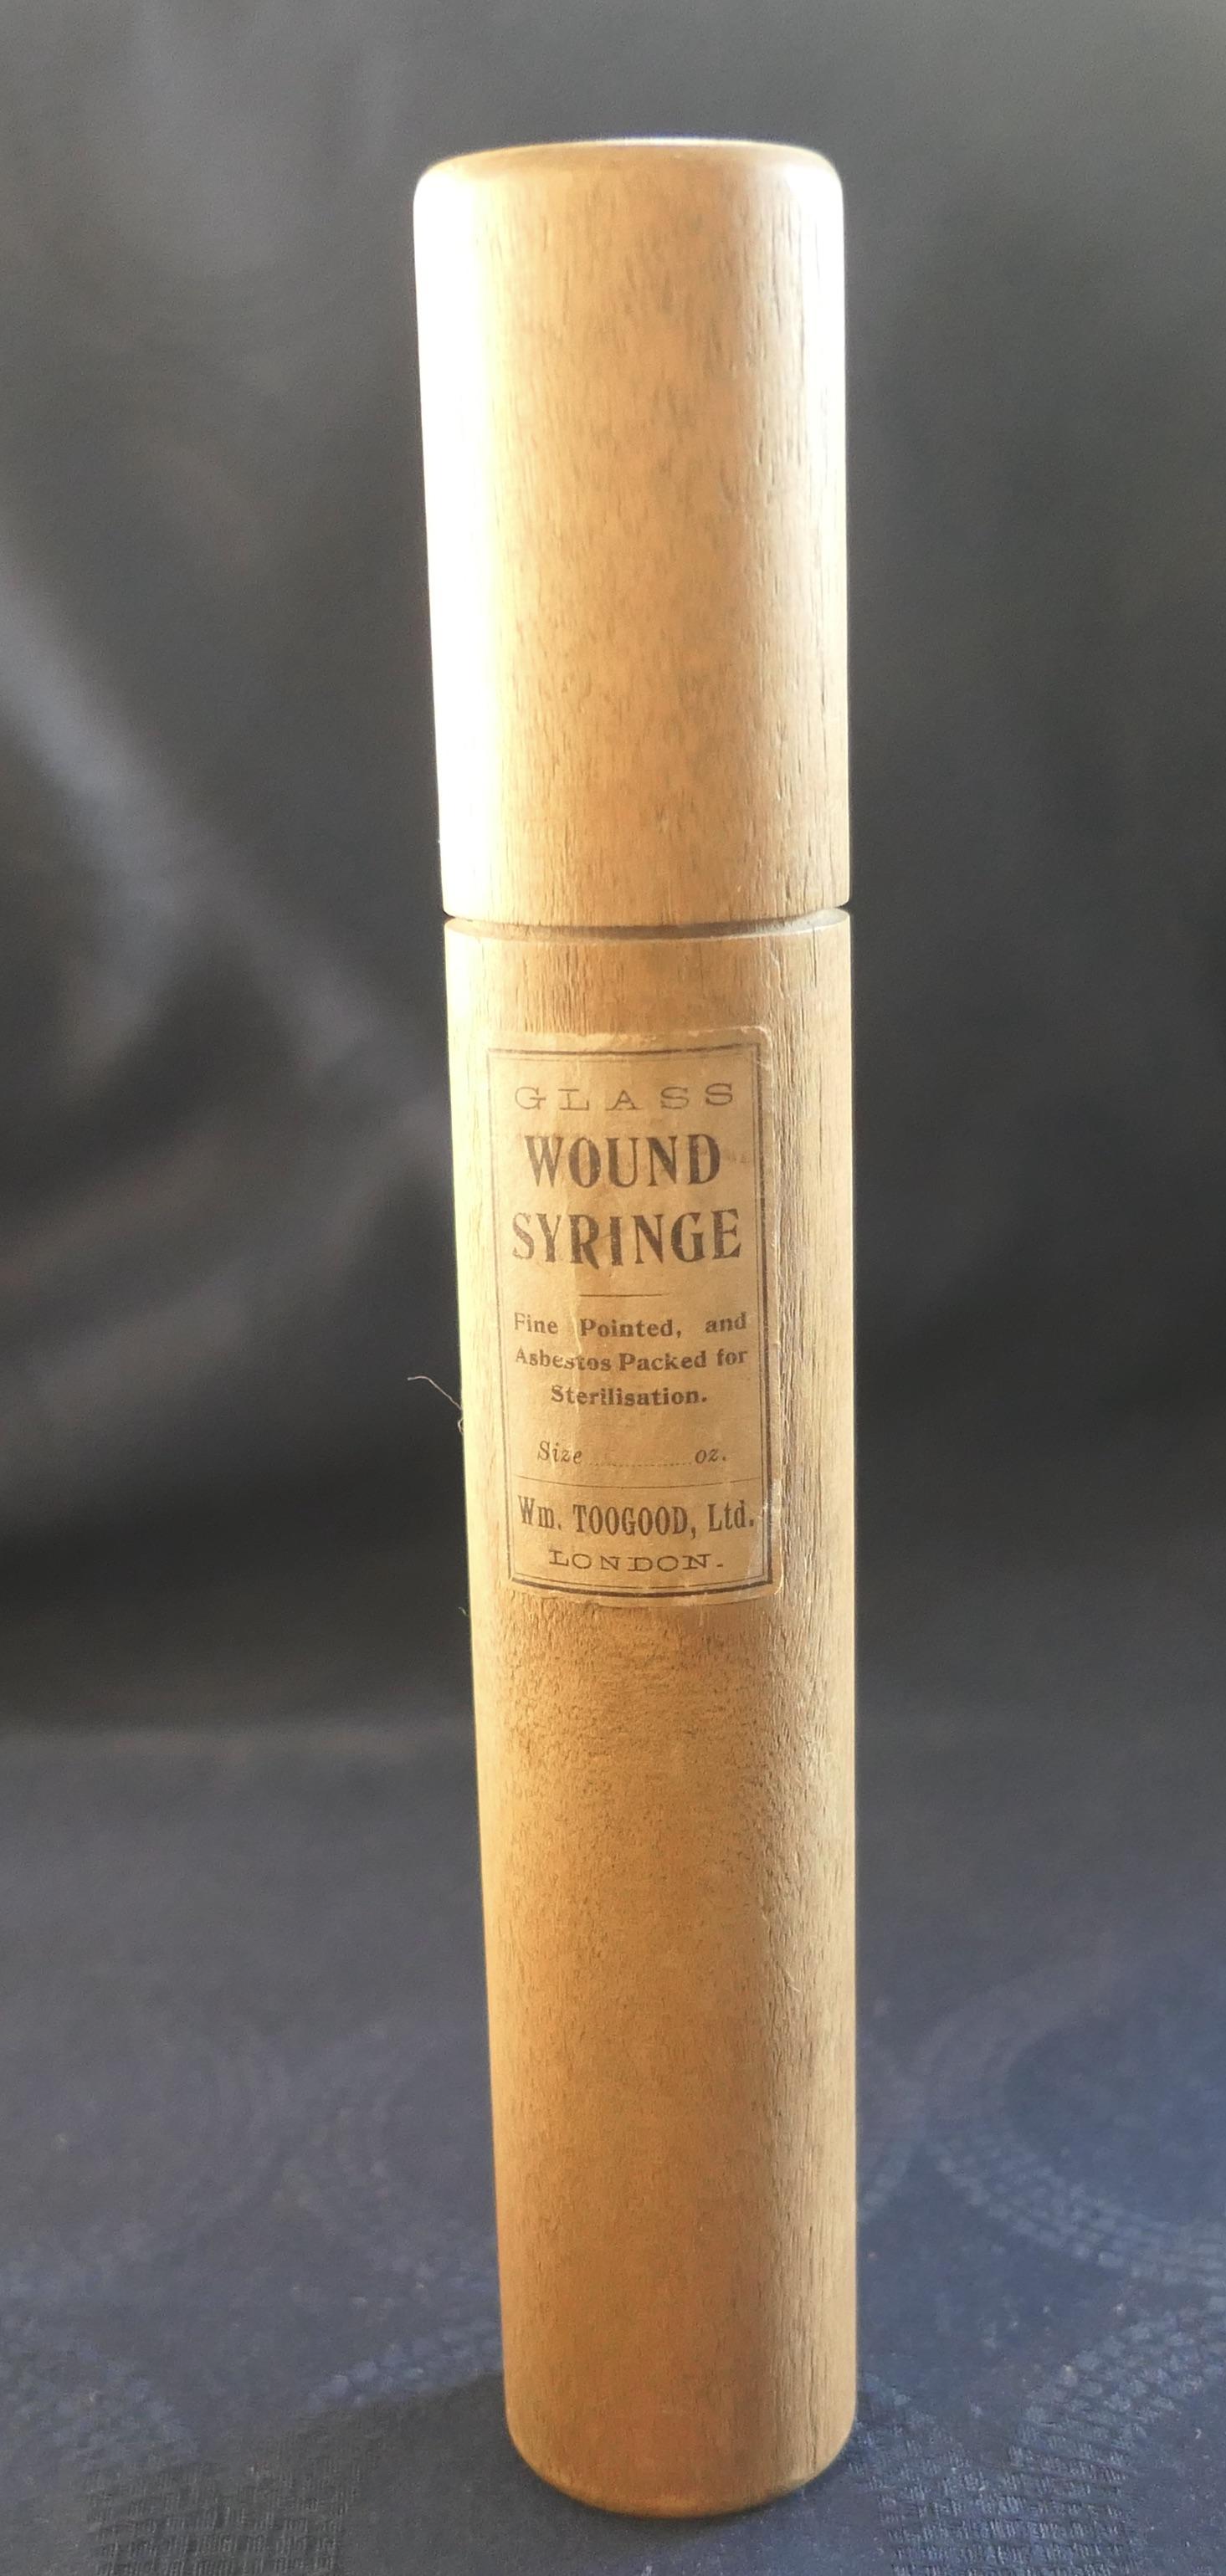 GLASS
WOUND
SYRINGE
Fine Pointed, and
Asbestos Packed for
Sterilisation.
Size ............ oz.
Wm. TOOGOOD, Ltd.
LONDON.